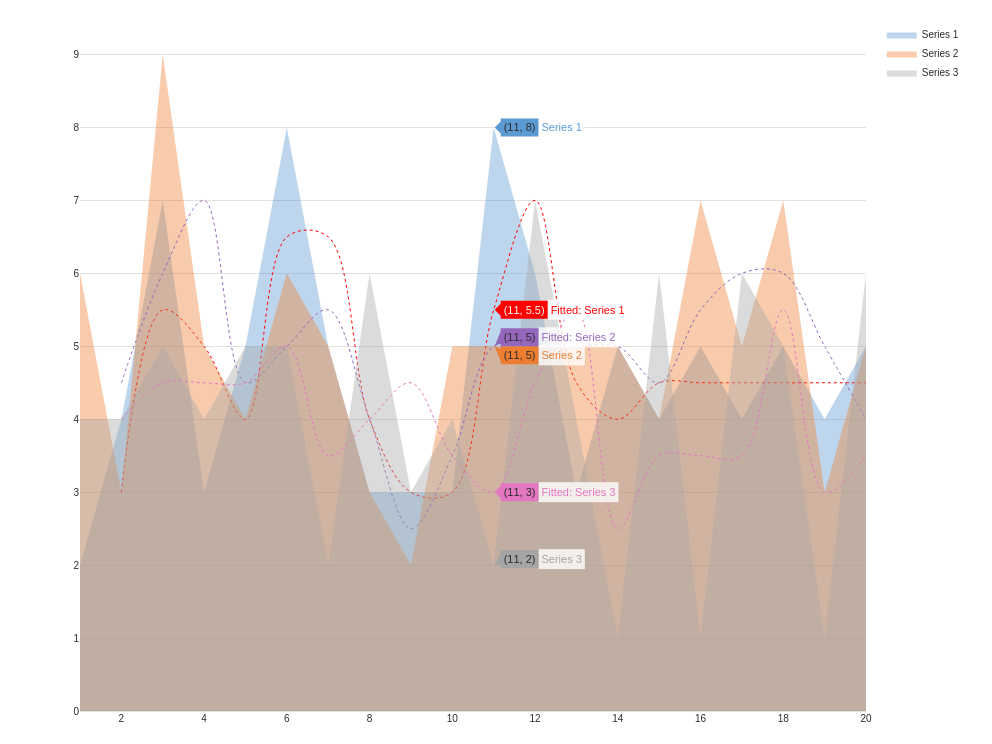 Series 1
Series 2
Series 3
9
8
7
6
5
4
3
2
1
0
(11, 8) Series 1
(11, 5.5) Fitted: Series 1
(11, 5) Fitted: Series 2
(11, 5) Series 2
(11, 3) Fitted: Series 3
(11, 2) Series 3
2 4 6 8 10 12 14 16 18 20